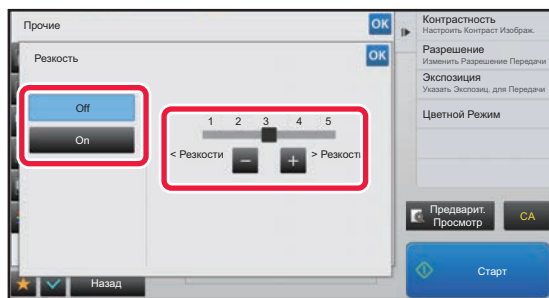 Прочие
OK
Резкость
OK
Off
On
1 2 3 4 5
< Резкости
−
+
> Резкости
Назад
Контрастность
Настроить Контраст Изображ.
Разрешение
Изменить Разрешение Передачи
Экспозиция
Указать Экспозиц. для Передачи
Цветной Режим
Предварит.
Просмотр
CA
Старт